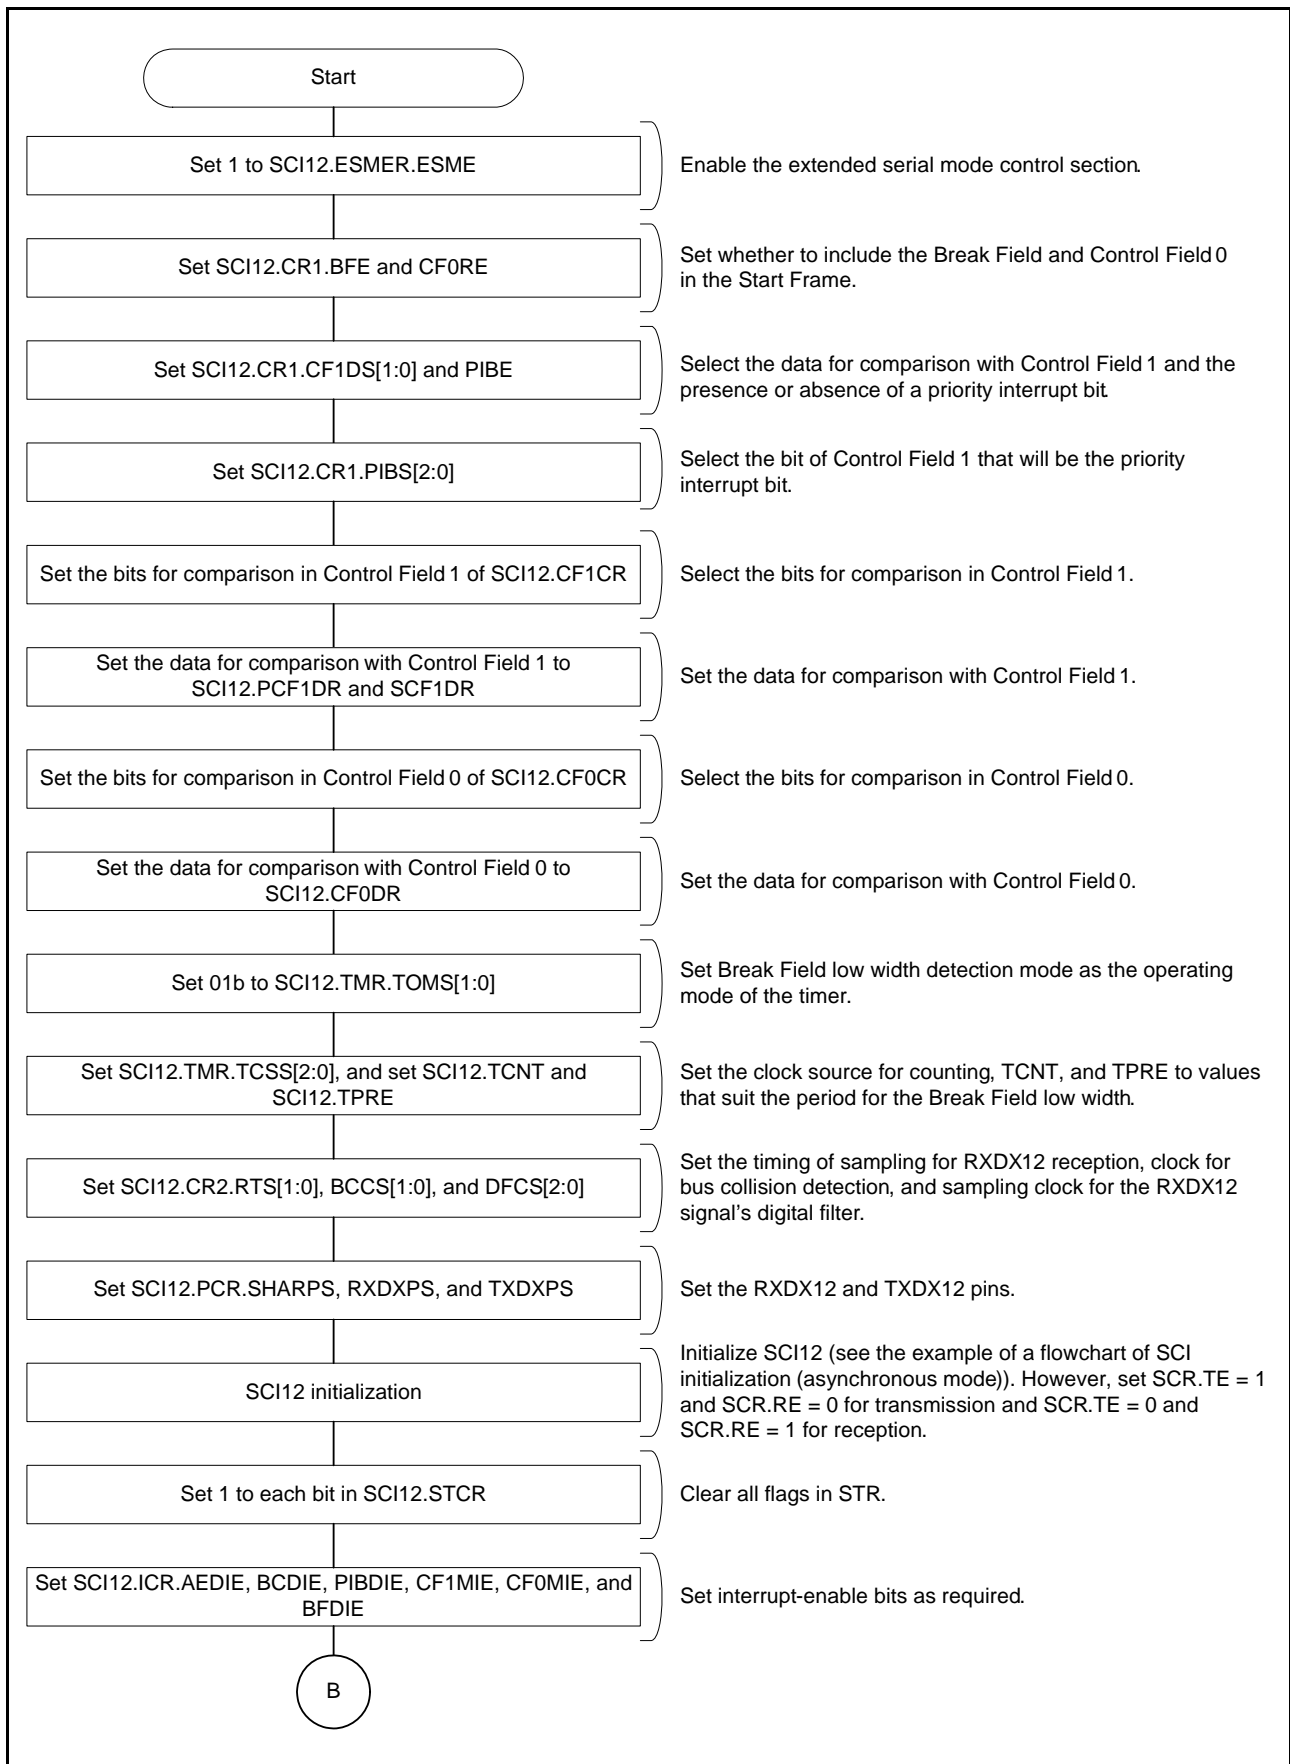 Start
Set 1 to SCI12.ESMER.ESME
Enable the extended serial mode control section.
Set SCI12.CR1.BFE and CF0RE
Set whether to include the Break Field and Control Field 0
in the Start Frame.
Set SCI12.CR1.CF1DS[1:0] and PIBE
Select the data for comparison with Control Field 1 and the
presence or absence of a priority interrupt bit.
Set SCI12.CR1.PIBS[2:0]
Select the bit of Control Field 1 that will be the priority
interrupt bit.
Set the bits for comparison in Control Field 1 of SCI12.CF1CR
Select the bits for comparison in Control Field 1.
Set the data for comparison with Control Field 1 to
SCI12.PCF1DR and SCF1DR
Set the data for comparison with Control Field 1.
Set the bits for comparison in Control Field 0 of SCI12.CF0CR
Select the bits for comparison in Control Field 0.
Set the data for comparison with Control Field 0 to
SCI12.CF0DR
Set the data for comparison with Control Field 0.
Set 01b to SCI12.TMR.TOMS[1:0]
Set Break Field low width detection mode as the operating
mode of the timer.
Set SCI12.TMR.TCSS[2:0], and set SCI12.TCNT and
SCI12.TPRE
Set the clock source for counting, TCNT, and TPRE to values
that suit the period for the Break Field low width.
Set SCI12.CR2.RTS[1:0], BCCS[1:0], and DFCS[2:0]
Set the timing of sampling for RXDX12 reception, clock for
bus collision detection, and sampling clock for the RXDX12
signal’s digital filter.
Set SCI12.PCR.SHARPS, RXDXPS, and TXDXPS
Set the RXDX12 and TXDX12 pins.
SCI12 initialization
Initialize SCI12 (see the example of a flowchart of SCI
initialization (asynchronous mode)). However, set SCR.TE = 1
and SCR.RE = 0 for transmission and SCR.TE = 0 and
SCR.RE = 1 for reception.
Set 1 to each bit in SCI12.STCR
Clear all flags in STR.
Set SCI12.ICR.AEDIE, BCDIE, PIBDIE, CF1MIE, CF0MIE, and
BFDIE
Set interrupt-enable bits as required.
B